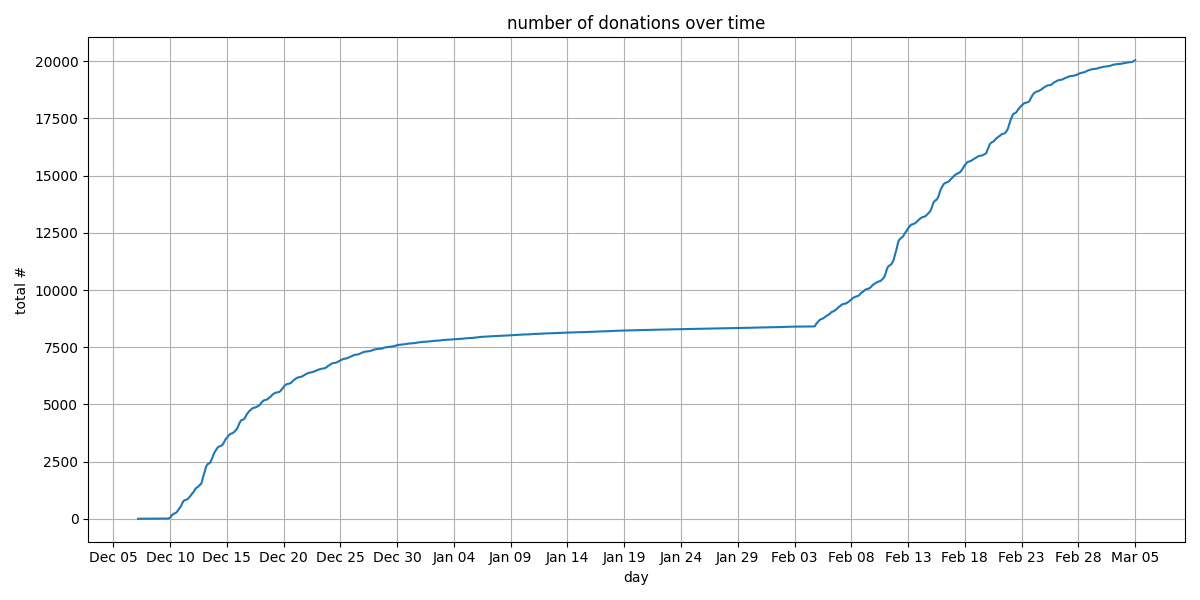 number of donations over time
total #
20000
17500
15000
12500
10000
7500
5000
2500
0
Dec 05 Dec 10 Dec 15 Dec 20 Dec 25 Dec 30 Jan 04 Jan 09 Jan 14 Jan 19 Jan 24 Jan 29 Feb 03 Feb 08 Feb 13 Feb 18 Feb 23 Feb 28 Mar 05
day